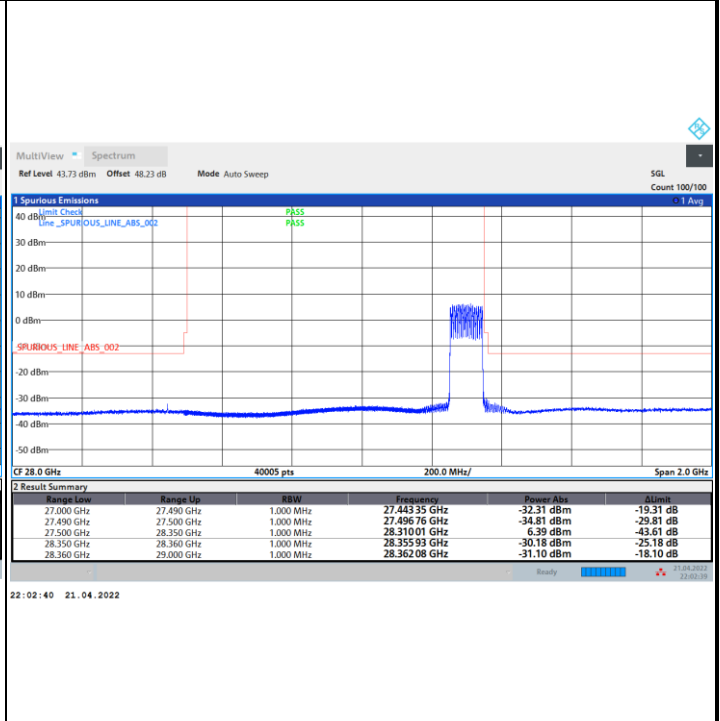 MultiView Spectrum
Ref Level 43.73 dBm Offset 48.23 dB Mode Auto Sweep SGL
Count 100/100
1 Spurious Emissions 1 Avg
Limit Check PASS
40 dBm
Line _SPURIOUS_LINE_ABS_002 PASS
30 dBm
20 dBm
10 dBm
0 dBm
_SPURIOUS_LINE_ABS_002
-20 dBm
-30 dBm
-40 dBm
-50 dBm
CF 28.0 GHz 40005 pts 200.0 MHz/ Span 2.0 GHz
2 Result Summary
Range Low Range Up RBW Frequency Power Abs ΔLimit
27.000 GHz 27.490 GHz 1.000 MHz 27.443 35 GHz -32.31 dBm -19.31 dB
27.490 GHz 27.500 GHz 1.000 MHz 27.496 76 GHz -34.81 dBm -29.81 dB
27.500 GHz 28.350 GHz 1.000 MHz 28.310 01 GHz 6.39 dBm -43.61 dB
28.350 GHz 28.360 GHz 1.000 MHz 28.355 93 GHz -30.18 dBm -25.18 dB
28.360 GHz 29.000 GHz 1.000 MHz 28.362 08 GHz -31.10 dBm -18.10 dB
Ready 21.04.2022
22:02:39
22:02:40 21.04.2022